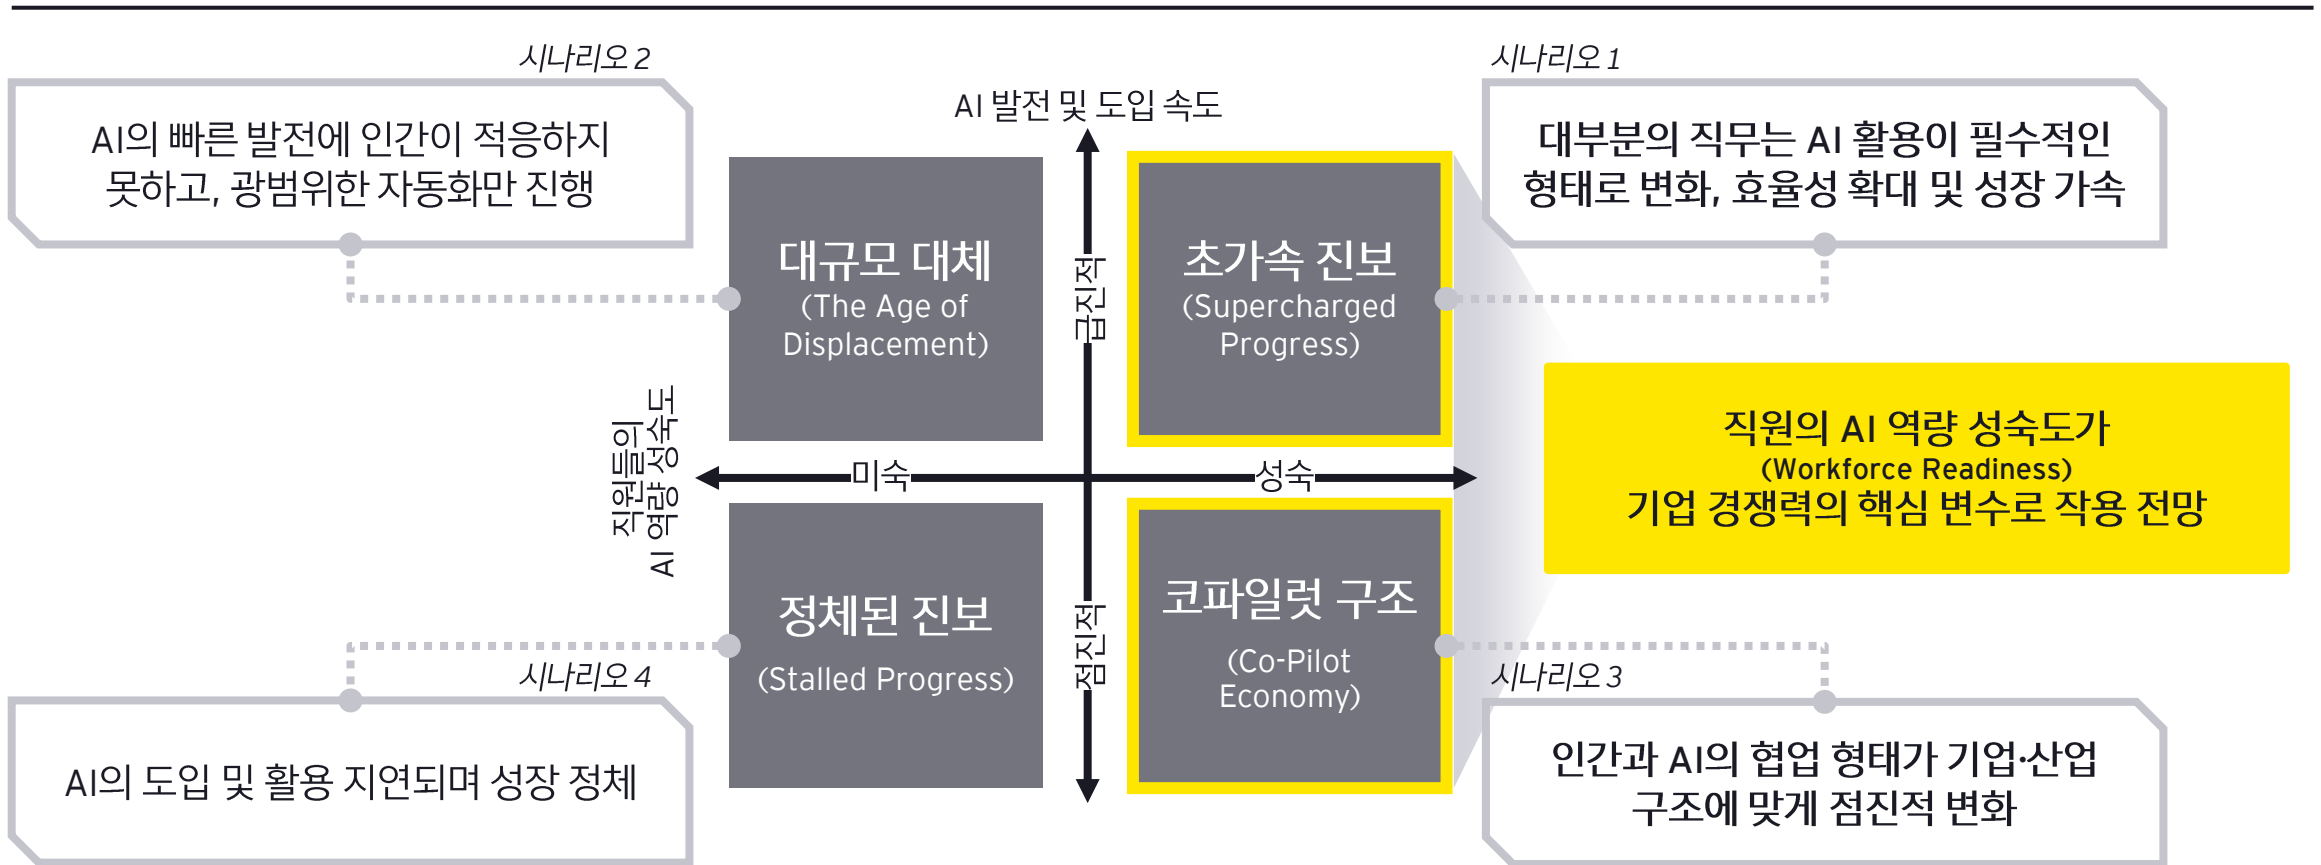 시나리오 2
AI의 빠른 발전에 인간이 적응하지
못하고, 광범위한 자동화만 진행
시나리오 1
대부분의 직무는 AI 활용이 필수적인
형태로 변화, 효율성 확대 및 성장 가속
AI 발전 및 도입 속도
급진적
대규모 대체
(The Age of
Displacement)
초가속 진보
(Supercharged
Progress)
직원들의
AI 역량 성숙도
미숙
성숙
직원의 AI 역량 성숙도가
(Workforce Readiness)
기업 경쟁력의 핵심 변수로 작용 전망
정체된 진보
(Stalled Progress)
점진적
코파일럿 구조
(Co-Pilot
Economy)
시나리오 4
AI의 도입 및 활용 지연되며 성장 정체
시나리오 3
인간과 AI의 협업 형태가 기업·산업
구조에 맞게 점진적 변화